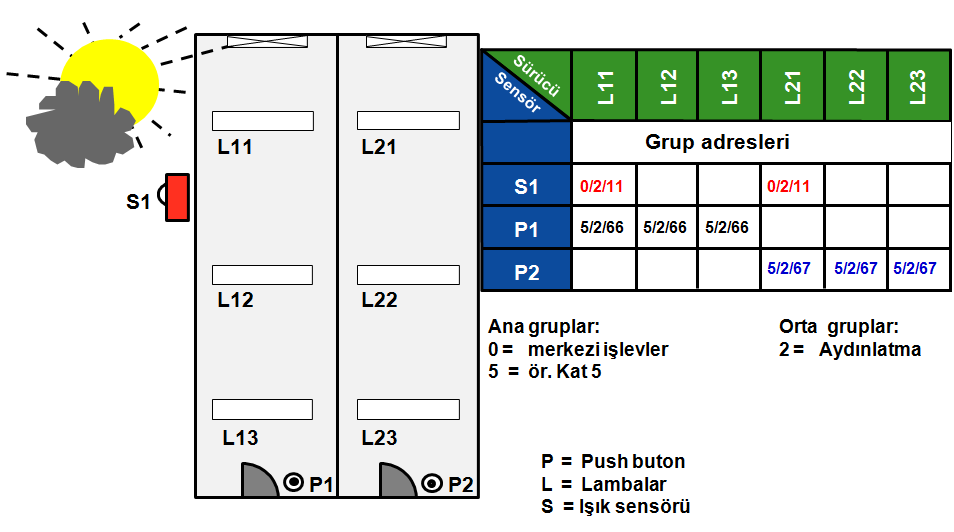 Sürücü
Sensör
L11 L12 L13 L21 L22 L23
Grup adresleri
S1 0/2/11 0/2/11
P1 5/2/66 5/2/66 5/2/66
P2 5/2/67 5/2/67 5/2/67
L11 L21
S1
L12 L22
L13 L23
P1 P2
Ana gruplar:
0 = merkezi işlevler
5 = ör. Kat 5
Orta gruplar:
2 = Aydınlatma
P = Push buton
L = Lambalar
S = Işık sensörü